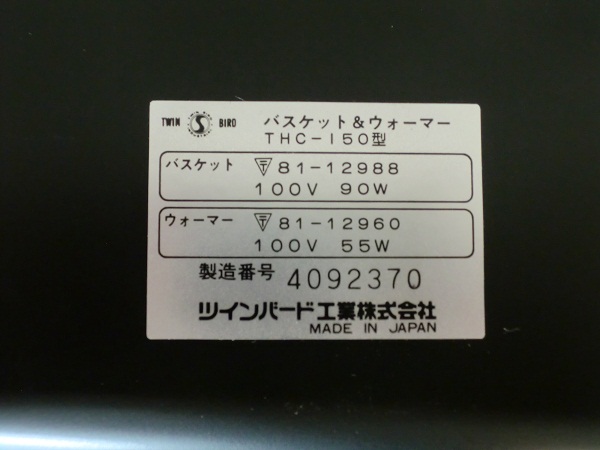 TWIN S BIRD バスケット&ウォーマー
THC-150型
バスケット 〒 81-12988
100V 90W
ウォーマー 〒 81-12960
100V 55W
製造番号 4092370
ツインバード工業株式会社
MADE IN JAPAN